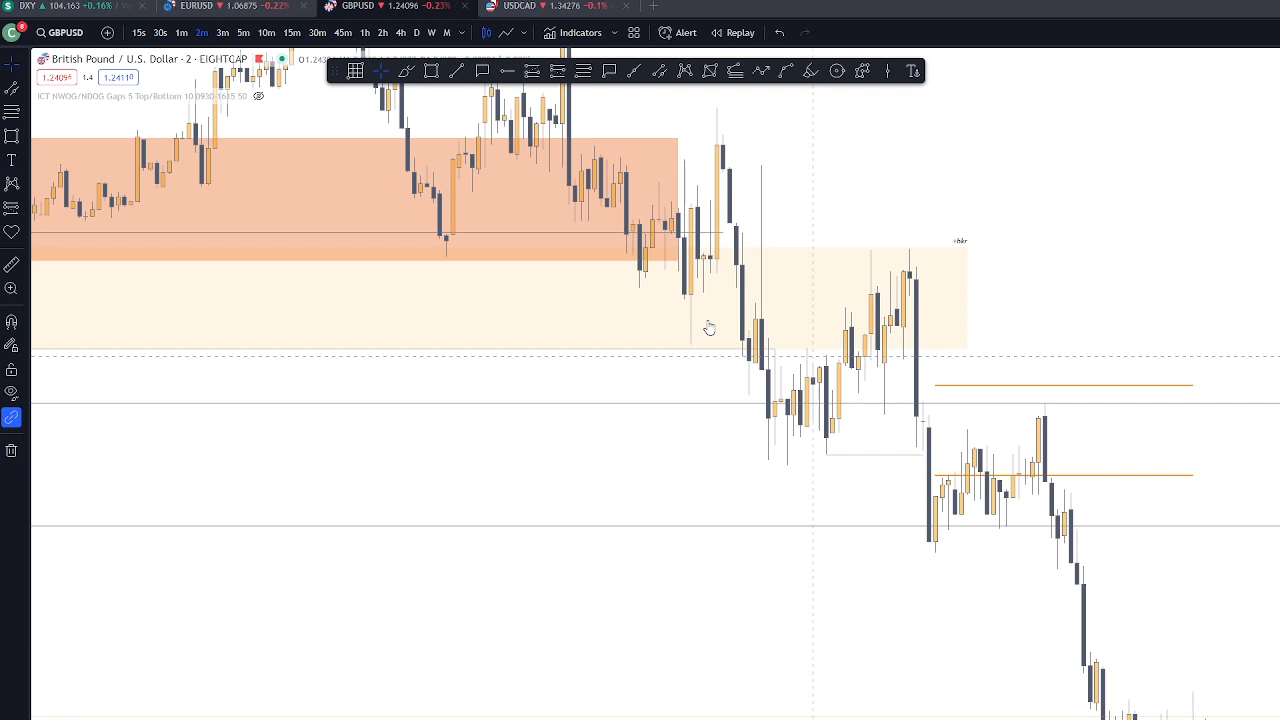 DXY 104.163 +0.16%
EURUSD 1.06875 −0.22%
GBPUSD 1.24096 −0.23%
USDCAD 1.34276 −0.1%
C 8
GBPUSD 15s 30s 1m 2m 3m 5m 10m 15m 30m 45m 1h 2h 4h D W M Indicators Alert Replay
British Pound / U.S. Dollar · 2 · EIGHTCAP
1.24096 1.4 1.24110
ICT NWOG/NDOG Gaps 5 Top/Bottom 10 0930-1615 50
+bkr